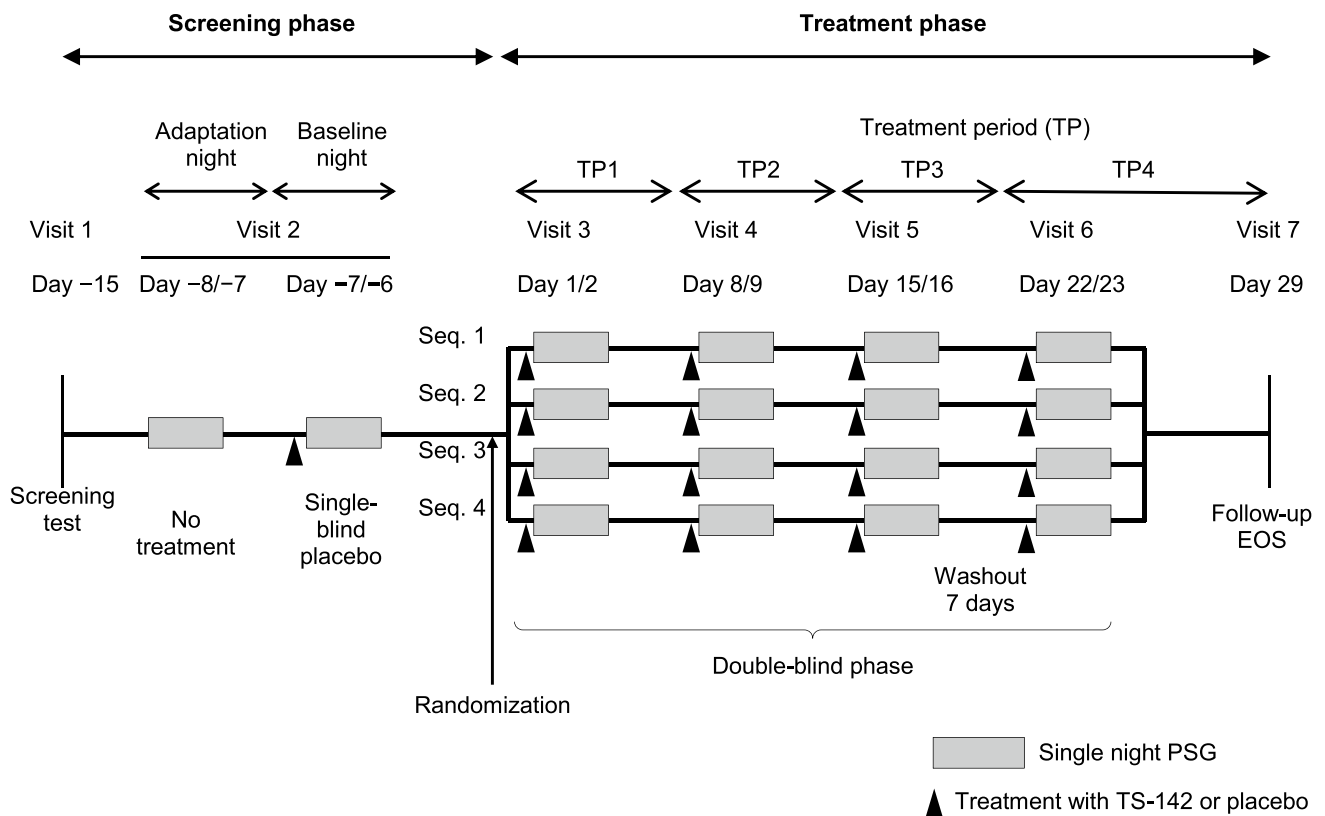 Screening phase
Treatment phase
Adaptation
night
Baseline
night
Treatment period (TP)
TP1
TP2
TP3
TP4
Visit 1
Visit 2
Visit 3
Visit 4
Visit 5
Visit 6
Visit 7
Day −15
Day −8/−7
Day −7/−6
Day 1/2
Day 8/9
Day 15/16
Day 22/23
Day 29
Seq. 1
Seq. 2
Seq. 3
Seq. 4
Screening
test
No
treatment
Single-
blind
placebo
Follow-up
EOS
Washout
7 days
Double-blind phase
Randomization
Single night PSG
Treatment with TS-142 or placebo